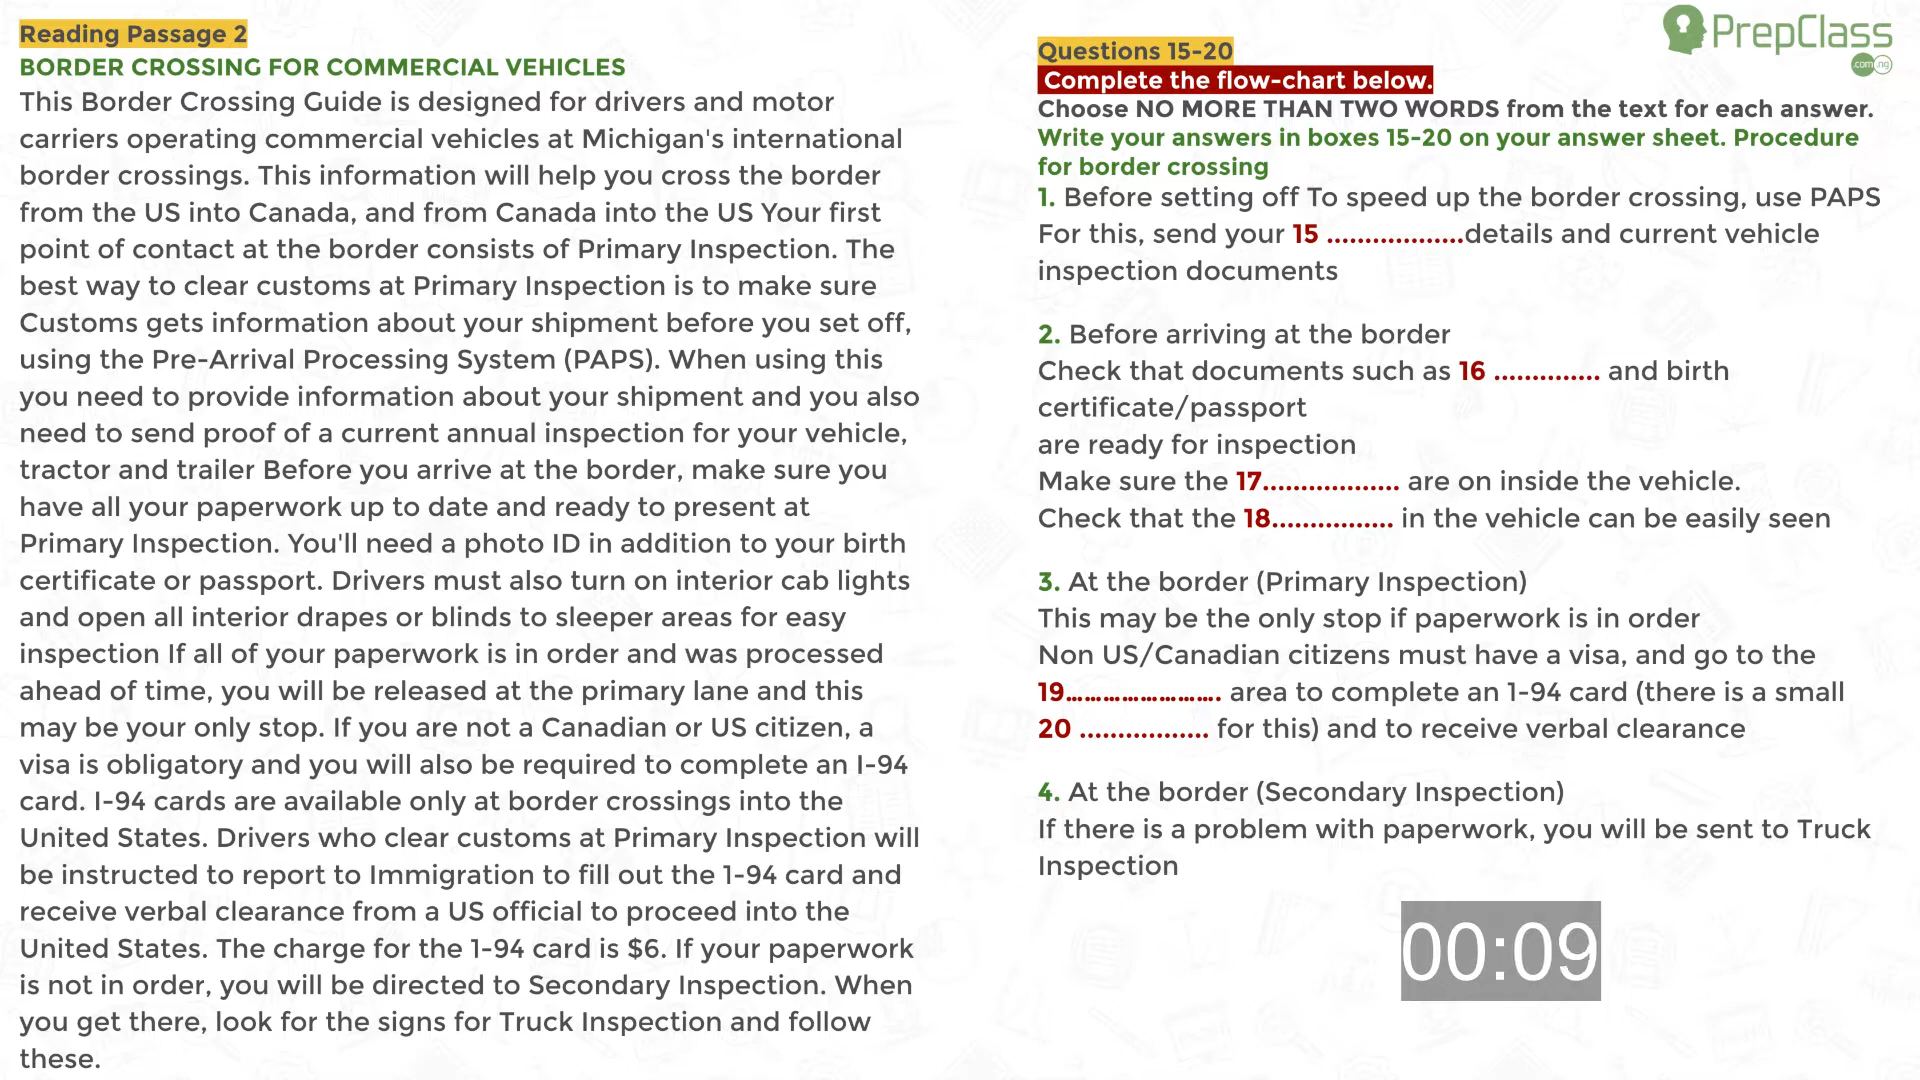 Reading Passage 2
BORDER CROSSING FOR COMMERCIAL VEHICLES
This Border Crossing Guide is designed for drivers and motor
carriers operating commercial vehicles at Michigan's international
border crossings. This information will help you cross the border
from the US into Canada, and from Canada into the US Your first
point of contact at the border consists of Primary Inspection. The
best way to clear customs at Primary Inspection is to make sure
Customs gets information about your shipment before you set off,
using the Pre-Arrival Processing System (PAPS). When using this
you need to provide information about your shipment and you also
need to send proof of a current annual inspection for your vehicle,
tractor and trailer Before you arrive at the border, make sure you
have all your paperwork up to date and ready to present at
Primary Inspection. You'll need a photo ID in addition to your birth
certificate or passport. Drivers must also turn on interior cab lights
and open all interior drapes or blinds to sleeper areas for easy
inspection If all of your paperwork is in order and was processed
ahead of time, you will be released at the primary lane and this
may be your only stop. If you are not a Canadian or US citizen, a
visa is obligatory and you will also be required to complete an I-94
card. I-94 cards are available only at border crossings into the
United States. Drivers who clear customs at Primary Inspection will
be instructed to report to Immigration to fill out the 1-94 card and
receive verbal clearance from a US official to proceed into the
United States. The charge for the 1-94 card is $6. If your paperwork
is not in order, you will be directed to Secondary Inspection. When
you get there, look for the signs for Truck Inspection and follow
these.
PrepClass
.com .ng
Questions 15-20
Complete the flow-chart below.
Choose NO MORE THAN TWO WORDS from the text for each answer.
Write your answers in boxes 15-20 on your answer sheet. Procedure
for border crossing
1. Before setting off To speed up the border crossing, use PAPS
For this, send your 15 ..................details and current vehicle
inspection documents
2. Before arriving at the border
Check that documents such as 16 .............. and birth
certificate/passport
are ready for inspection
Make sure the 17.................. are on inside the vehicle.
Check that the 18................ in the vehicle can be easily seen
3. At the border (Primary Inspection)
This may be the only stop if paperwork is in order
Non US/Canadian citizens must have a visa, and go to the
19……………………. area to complete an 1-94 card (there is a small
20 ................. for this) and to receive verbal clearance
4. At the border (Secondary Inspection)
If there is a problem with paperwork, you will be sent to Truck
Inspection
00:09